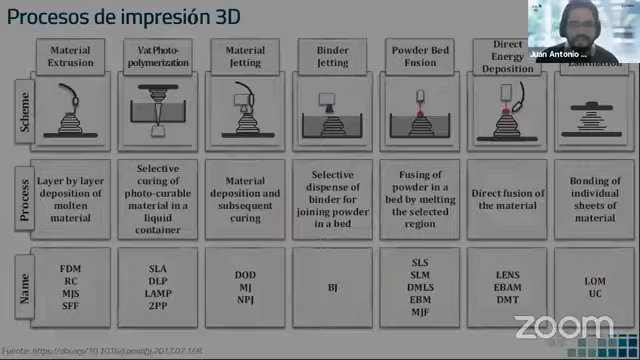 Procesos de impresión 3D
Juan Antonio
Material
Extrusion
Vat Photo-
polymerization
Material
Jetting
Binder
Jetting
Powder Bed
Fusion
Direct
Energy
Deposition
Lamination
Scheme
Process
Layer by layer
deposition of
molten
material
Selective
curing of
photo-curable
material in a
liquid
container
Material
deposition and
subsequent
curing
Selective
dispense of
binder for
joining powder
in a bed
Fusing of
powder in a
bed by melting
the selected
region
Direct fusion of
the material
Bonding of
individual
sheets of
material
Name
FDM
RC
MJS
SFF
SLA
DLP
LAMP
2PP
DOD
MJ
NPJ
BJ
SLS
SLM
DMLS
EBM
MJF
LENS
EBAM
DMT
LOM
UC
zoom
Fuente: